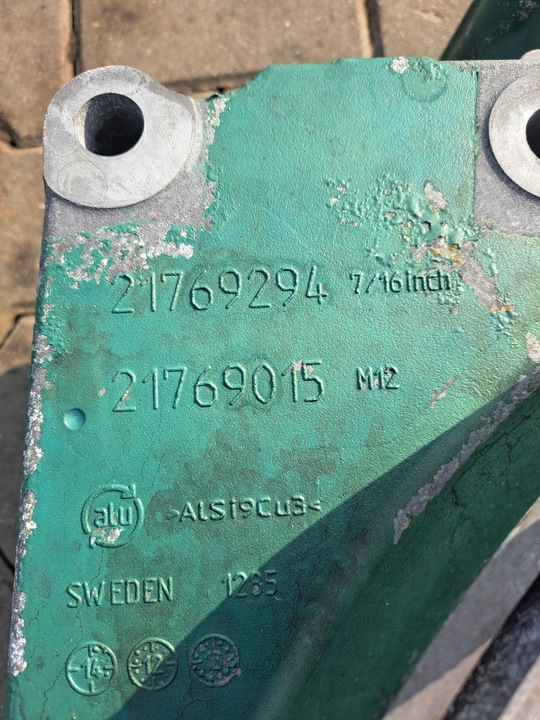 21769294 7/16inch
21769015 M12
alu >ALSi9Cu3<
SWEDEN 1285
14 12